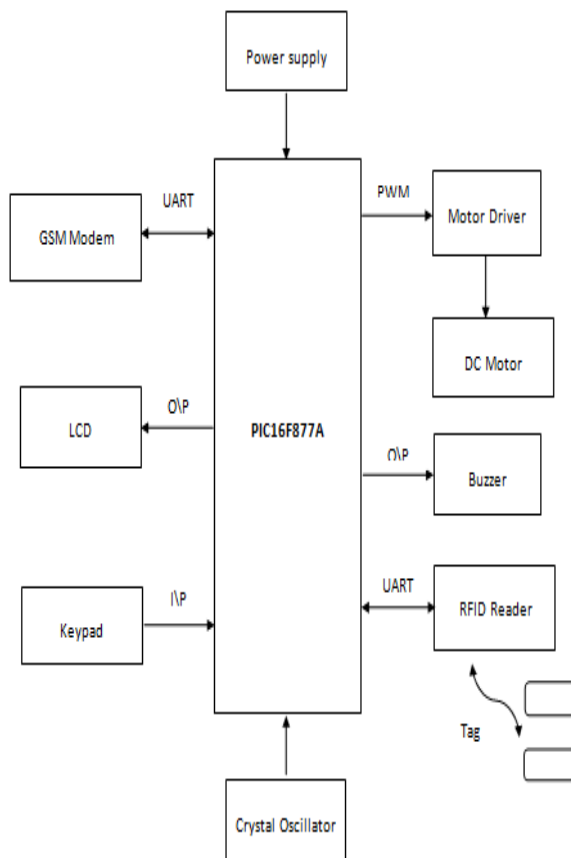 Power supply
UART
PWM
GSM Modem
Motor Driver
DC Motor
O\P
LCD
PIC16F877A
O\P
Buzzer
I\P
UART
Keypad
RFID Reader
Tag
Crystal Oscillator